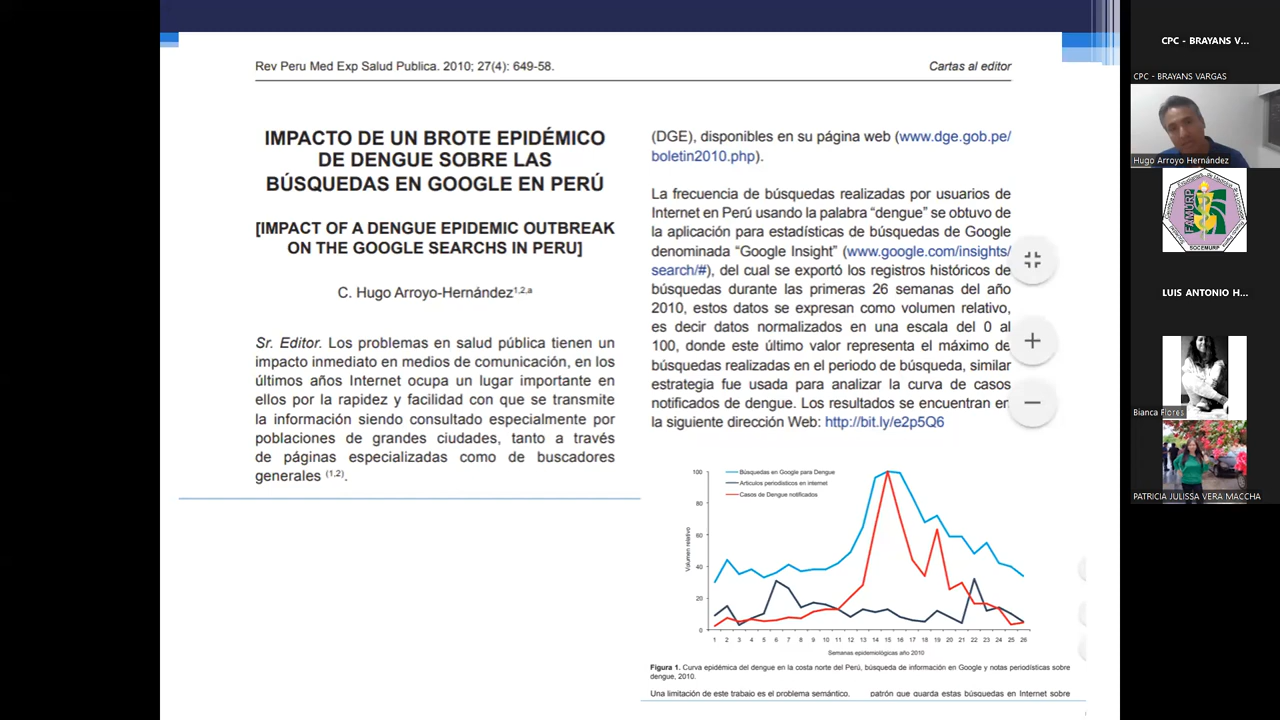 Rev Peru Med Exp Salud Publica. 2010; 27(4): 649-58.
Cartas al editor
IMPACTO DE UN BROTE EPIDÉMICO
DE DENGUE SOBRE LAS
BÚSQUEDAS EN GOOGLE EN PERÚ
[IMPACT OF A DENGUE EPIDEMIC OUTBREAK
ON THE GOOGLE SEARCHS IN PERU]
C. Hugo Arroyo-Hernández1,2,a
Sr. Editor. Los problemas en salud pública tienen un
impacto inmediato en medios de comunicación, en los
últimos años Internet ocupa un lugar importante en
ellos por la rapidez y facilidad con que se transmite
la información siendo consultado especialmente por
poblaciones de grandes ciudades, tanto a través
de páginas especializadas como de buscadores
generales (1,2).
(DGE), disponibles en su página web (www.dge.gob.pe/
boletin2010.php).
La frecuencia de búsquedas realizadas por usuarios de
Internet en Perú usando la palabra “dengue” se obtuvo de
la aplicación para estadísticas de búsquedas de Google
denominada “Google Insight” (www.google.com/insights/
search/#), del cual se exportó los registros históricos de
búsquedas durante las primeras 26 semanas del año
2010, estos datos se expresan como volumen relativo,
es decir datos normalizados en una escala del 0 al
100, donde este último valor representa el máximo de
búsquedas realizadas en el periodo de búsqueda, similar
estrategia fue usada para analizar la curva de casos
notificados de dengue. Los resultados se encuentran en
la siguiente dirección Web: http://bit.ly/e2p5Q6
Búsquedas en Google para Dengue
Artículos periodísticos en internet
Casos de Dengue notificados
Volumen relativo
100
80
60
40
20
0
1 2 3 4 5 6 7 8 9 10 11 12 13 14 15 16 17 18 19 20 21 22 23 24 25 26
Semanas epidemiológicas año 2010
Figura 1. Curva epidémica del dengue en la costa norte del Perú, búsqueda de información en Google y notas periodísticas sobre
dengue, 2010.
Una limitación de este trabajo es el problema semántico,
patrón que guarda estas búsquedas en Internet sobre
CPC - BRAYANS V...
CPC - BRAYANS VARGAS
Hugo Arroyo Hernández
FAMURP
SOCEMURP
LUIS ANTONIO H...
Bianca Flores
PATRICIA JULISSA VERA MACCHA